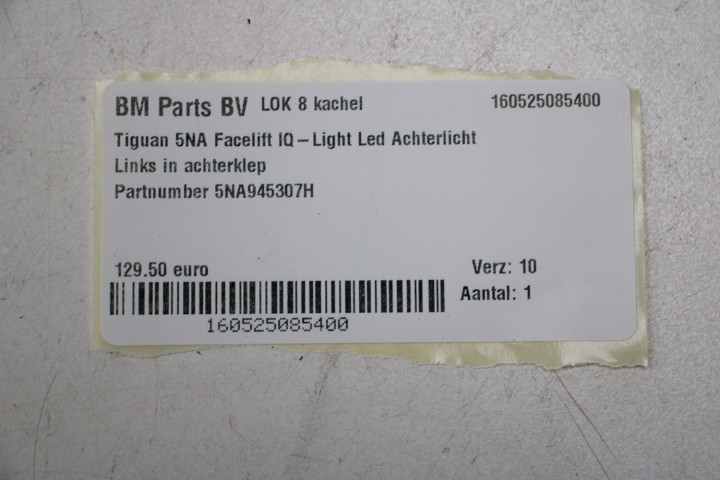 BM Parts BV LOK 8 kachel 160525085400
Tiguan 5NA Facelift IQ-Light Led Achterlicht
Links in achterklep
Partnumber 5NA945307H
129.50 euro Verz: 10
Aantal: 1
160525085400